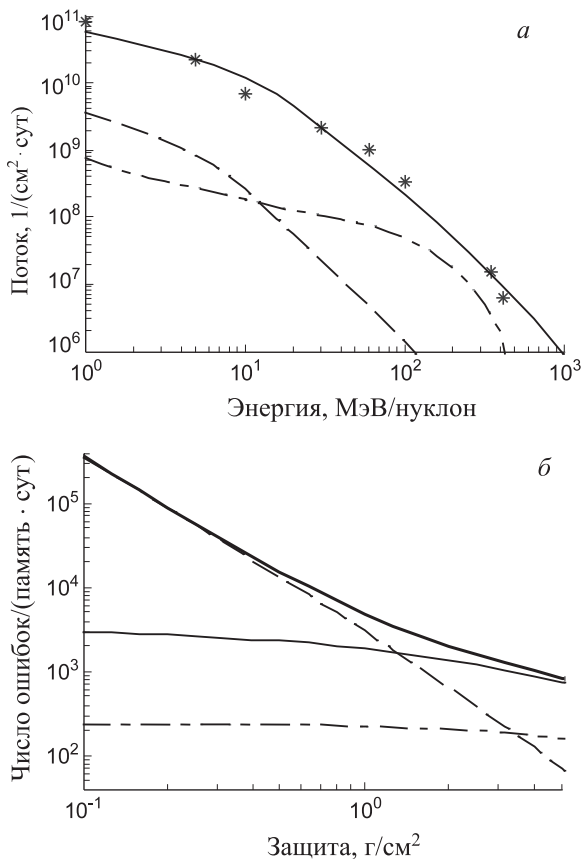 а
10¹¹
10¹⁰
10⁹
10⁸
10⁷
10⁶
Поток, 1/(см² · сут)
10⁰ 10¹ 10² 10³
Энергия, МэВ/нуклон
б
10⁵
10⁴
10³
10²
Число ошибок/(память · сут)
10⁻¹ 10⁰
Защита, г/см²